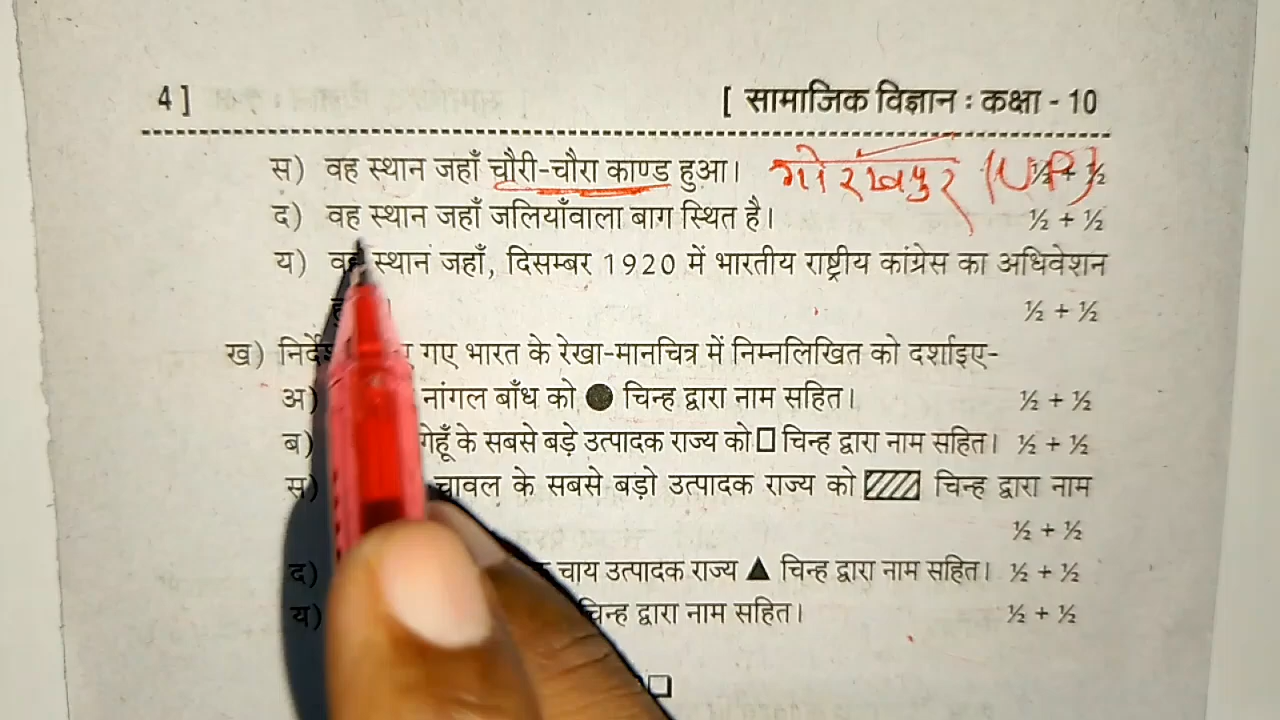 4] [ सामाजिक विज्ञान : कक्षा - 10
स) वह स्थान जहाँ चौरी-चौरा काण्ड हुआ। गोरखपुर (UP) ½ + ½
द) वह स्थान जहाँ जलियाँवाला बाग स्थित है। ½ + ½
य) वह स्थान जहाँ, दिसम्बर 1920 में भारतीय राष्ट्रीय कांग्रेस का अधिवेशन
½ + ½
ख) गए भारत के रेखा-मानचित्र में निम्नलिखित को दर्शाइए-
अ) नांगल बाँध को ● चिन्ह द्वारा नाम सहित। ½ + ½
ब) गेहूँ के सबसे बड़े उत्पादक राज्य को □ चिन्ह द्वारा नाम सहित। ½ + ½
स) चावल के सबसे बड़ो उत्पादक राज्य को ▨ चिन्ह द्वारा नाम
½ + ½
द) चाय उत्पादक राज्य ▲ चिन्ह द्वारा नाम सहित। ½ + ½
य) चिन्ह द्वारा नाम सहित। ½ + ½